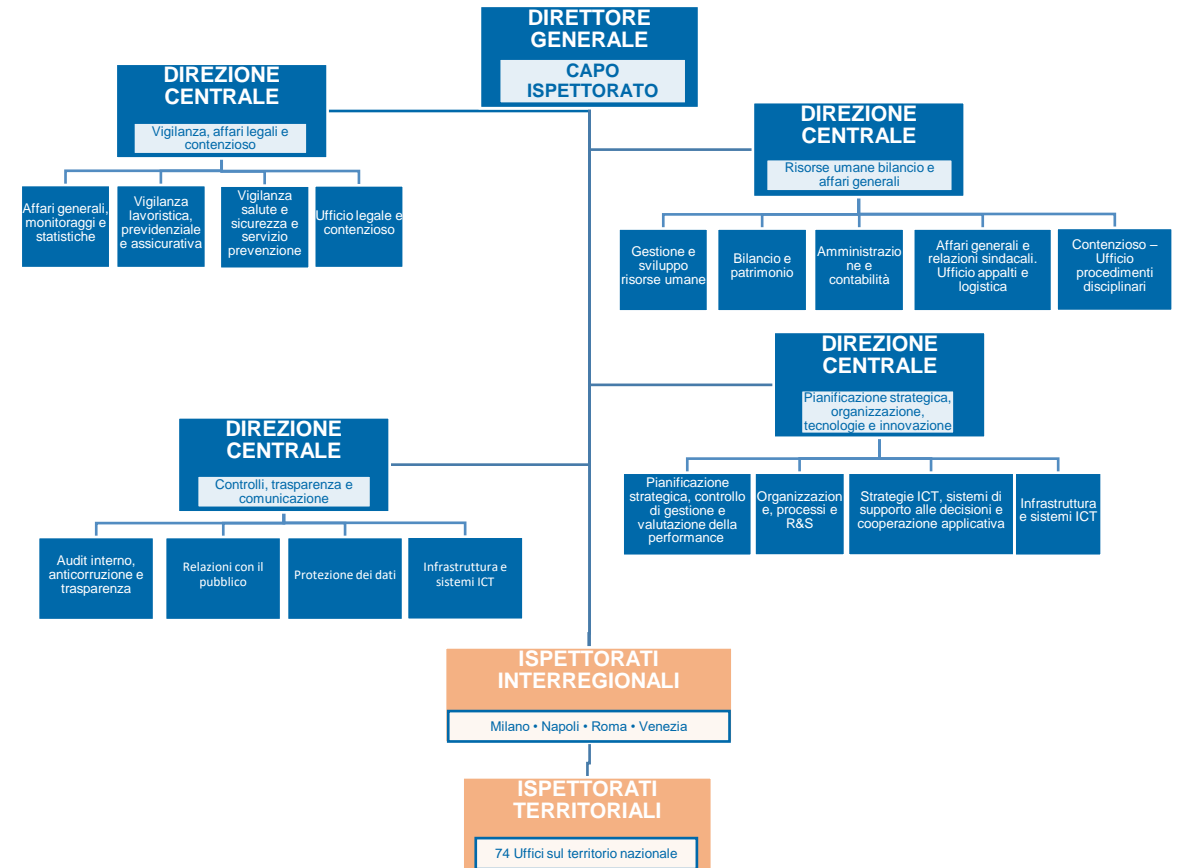 DIRETTORE
GENERALE
CAPO
ISPETTORATO
DIREZIONE
CENTRALE
Vigilanza, affari legali e
contenzioso
Affari generali,
monitoraggi e
statistiche
Vigilanza
lavoristica,
previdenziale
e assicurativa
Vigilanza
salute e
sicurezza e
servizio
prevenzione
Ufficio legale e
contenzioso
DIREZIONE
CENTRALE
Risorse umane bilancio e
affari generali
Gestione e
sviluppo
risorse umane
Bilancio e
patrimonio
Amministrazio
ne e
contabilità
Affari generali e
relazioni sindacali.
Ufficio appalti e
logistica
Contenzioso –
Ufficio
procedimenti
disciplinari
DIREZIONE
CENTRALE
Pianificazione strategica,
organizzazione,
tecnologie e innovazione
Pianificazione
strategica, controllo
di gestione e
valutazione della
performance
Organizzazion
e, processi e
R&S
Strategie ICT, sistemi di
supporto alle decisioni e
cooperazione applicativa
Infrastruttura
e sistemi ICT
DIREZIONE
CENTRALE
Controlli, trasparenza e
comunicazione
Audit interno,
anticorruzione e
trasparenza
Relazioni con il
pubblico
Protezione dei dati
Infrastruttura e
sistemi ICT
ISPETTORATI
INTERREGIONALI
Milano • Napoli • Roma • Venezia
ISPETTORATI
TERRITORIALI
74 Uffici sul territorio nazionale